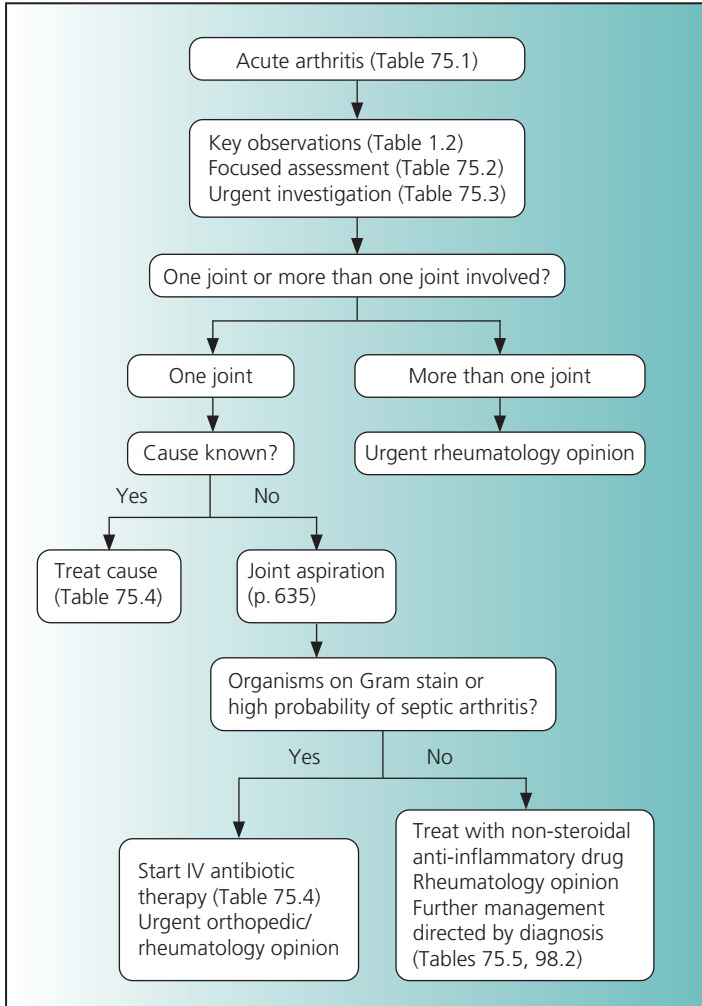 Acute arthritis (Table 75.1)
Key observations (Table 1.2)
Focused assessment (Table 75.2)
Urgent investigation (Table 75.3)
One joint or more than one joint involved?
One joint
More than one joint
Cause known?
Urgent rheumatology opinion
Yes
No
Treat cause
(Table 75.4)
Joint aspiration
(p. 635)
Organisms on Gram stain or
high probability of septic arthritis?
Yes
No
Start IV antibiotic
therapy (Table 75.4)
Urgent orthopedic/
rheumatology opinion
Treat with non-steroidal
anti-inflammatory drug
Rheumatology opinion
Further management
directed by diagnosis
(Tables 75.5, 98.2)